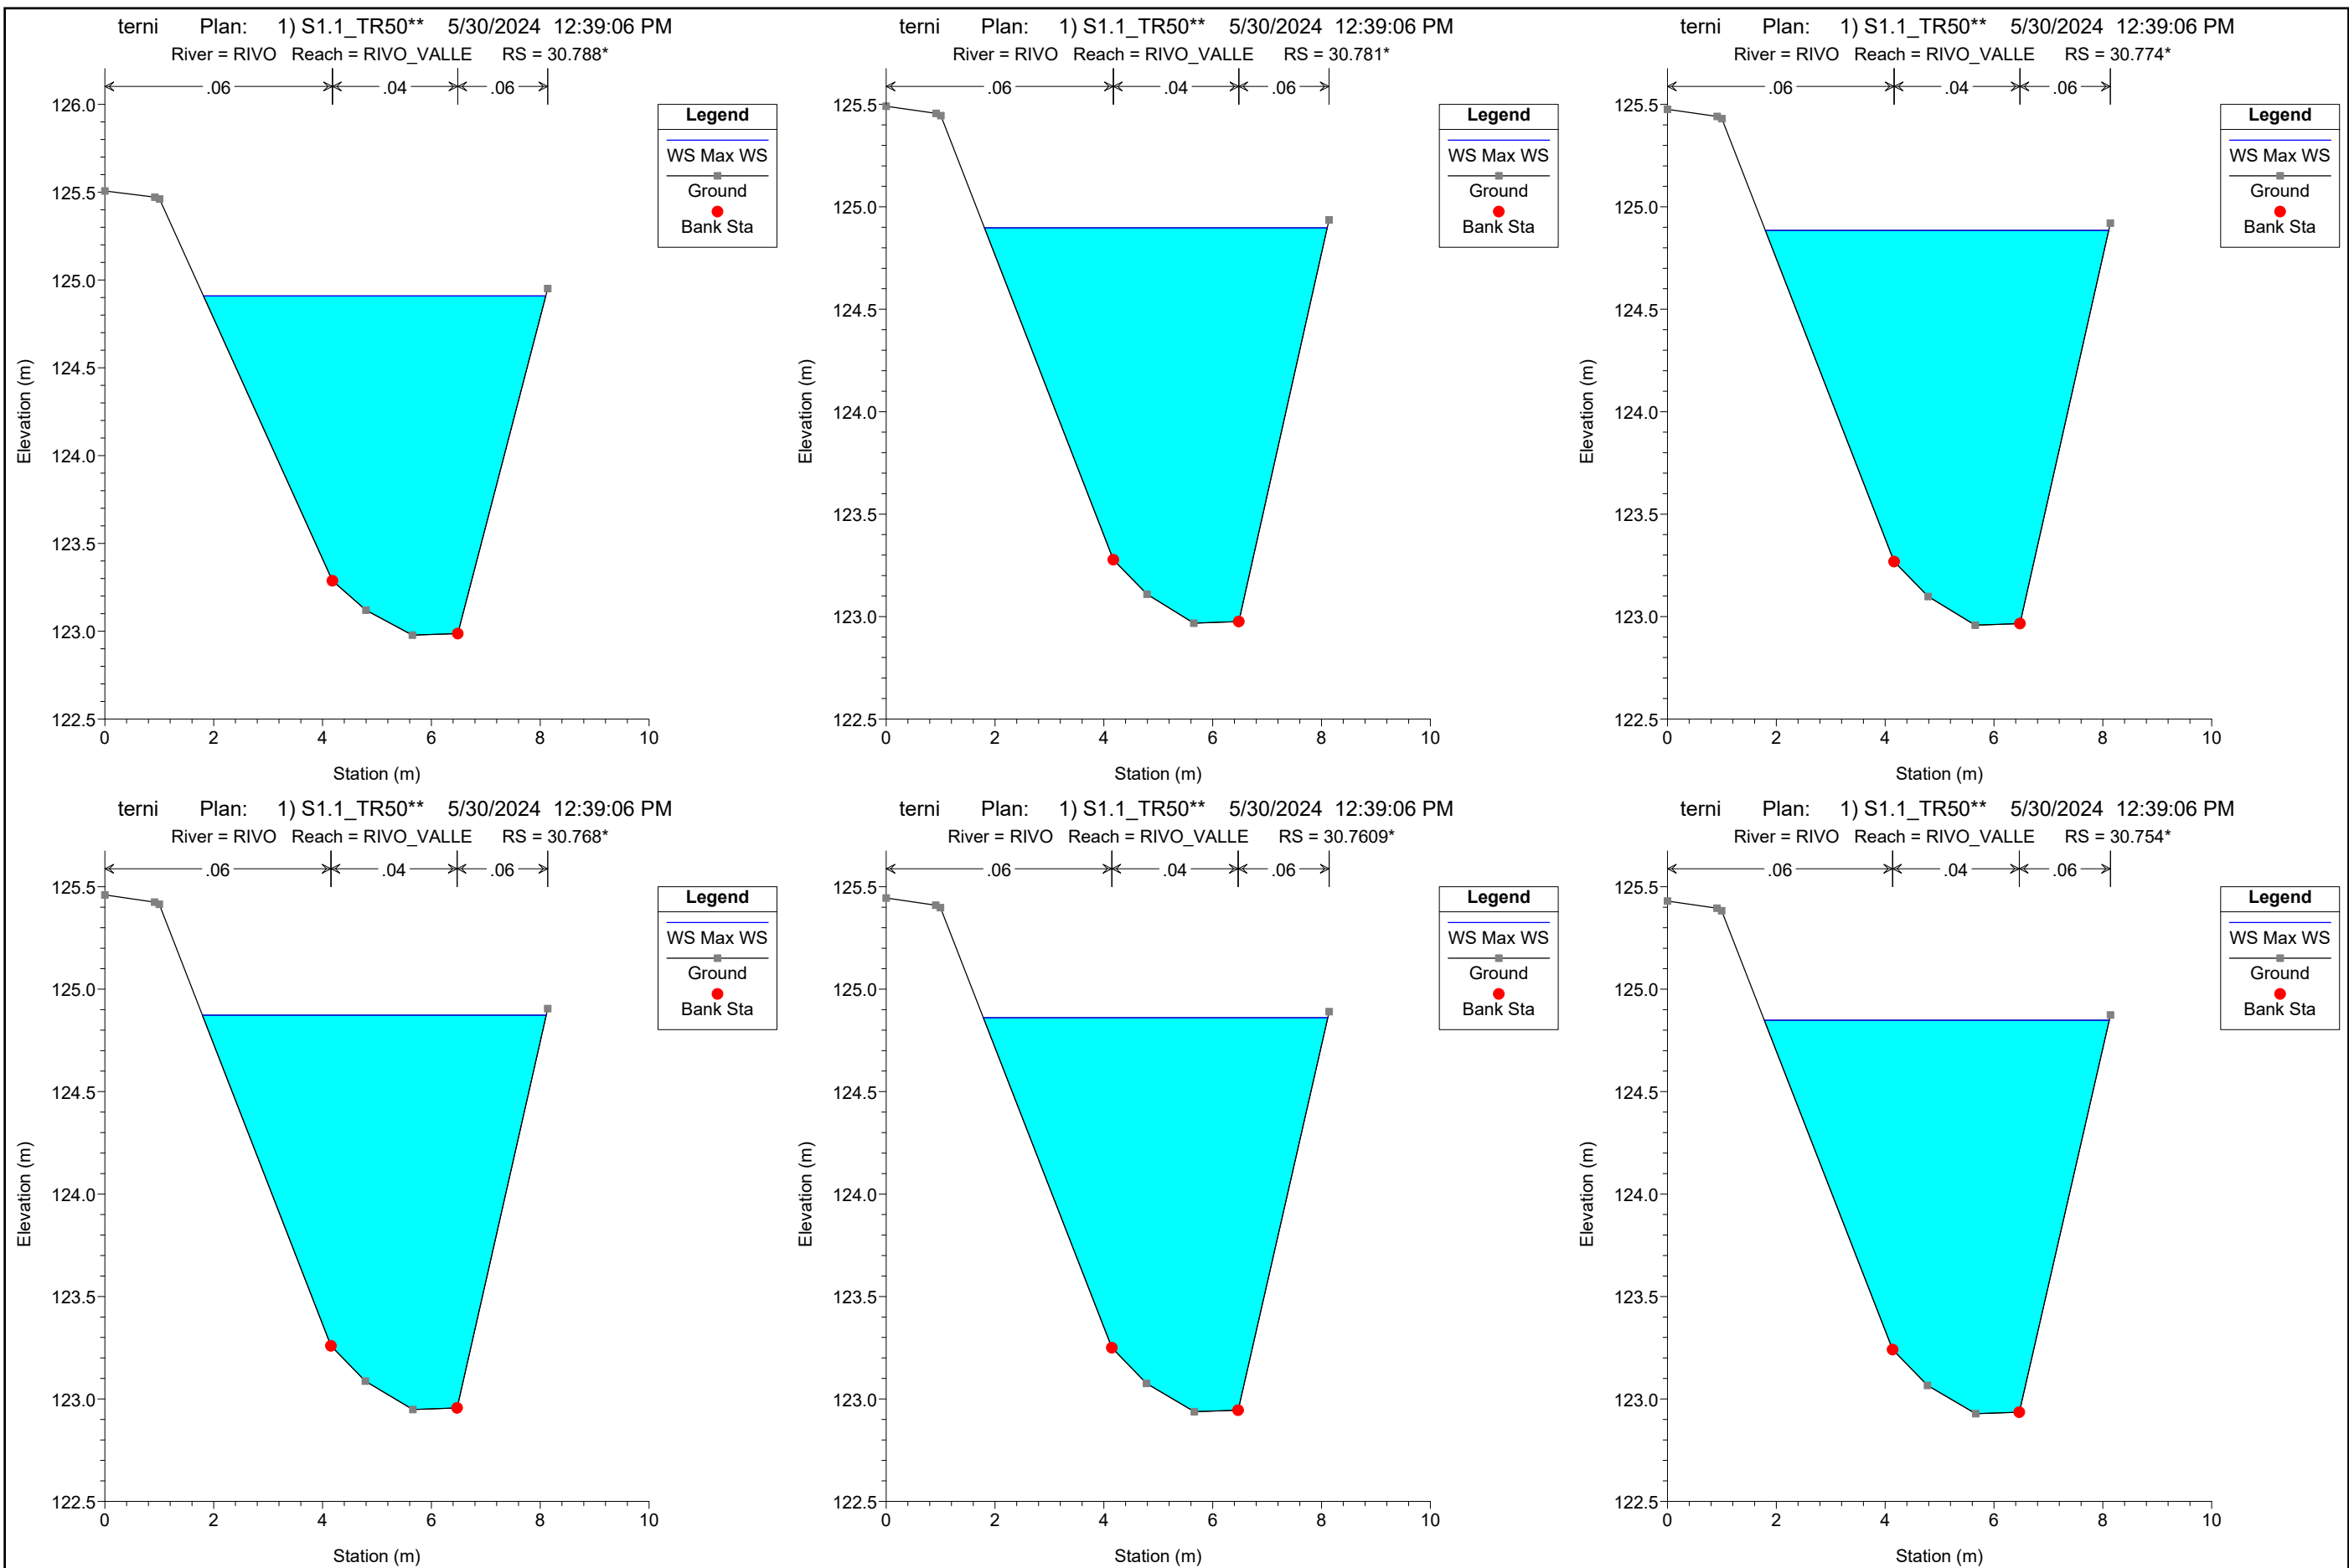 terni Plan: 1) S1.1_TR50** 5/30/2024 12:39:06 PM
River = RIVO Reach = RIVO_VALLE RS = 30.788*
.06 .04 .06
126.0
125.5
125.0
124.5
124.0
123.5
123.0
122.5
Elevation (m)
0 2 4 6 8 10
Station (m)
Legend
WS Max WS
Ground
Bank Sta
terni Plan: 1) S1.1_TR50** 5/30/2024 12:39:06 PM
River = RIVO Reach = RIVO_VALLE RS = 30.781*
.06 .04 .06
125.5
125.0
124.5
124.0
123.5
123.0
122.5
Elevation (m)
0 2 4 6 8 10
Station (m)
Legend
WS Max WS
Ground
Bank Sta
terni Plan: 1) S1.1_TR50** 5/30/2024 12:39:06 PM
River = RIVO Reach = RIVO_VALLE RS = 30.774*
.06 .04 .06
125.5
125.0
124.5
124.0
123.5
123.0
122.5
Elevation (m)
0 2 4 6 8 10
Station (m)
Legend
WS Max WS
Ground
Bank Sta
terni Plan: 1) S1.1_TR50** 5/30/2024 12:39:06 PM
River = RIVO Reach = RIVO_VALLE RS = 30.768*
.06 .04 .06
125.5
125.0
124.5
124.0
123.5
123.0
122.5
Elevation (m)
0 2 4 6 8 10
Station (m)
Legend
WS Max WS
Ground
Bank Sta
terni Plan: 1) S1.1_TR50** 5/30/2024 12:39:06 PM
River = RIVO Reach = RIVO_VALLE RS = 30.7609*
.06 .04 .06
125.5
125.0
124.5
124.0
123.5
123.0
122.5
Elevation (m)
0 2 4 6 8 10
Station (m)
Legend
WS Max WS
Ground
Bank Sta
terni Plan: 1) S1.1_TR50** 5/30/2024 12:39:06 PM
River = RIVO Reach = RIVO_VALLE RS = 30.754*
.06 .04 .06
125.5
125.0
124.5
124.0
123.5
123.0
122.5
Elevation (m)
0 2 4 6 8 10
Station (m)
Legend
WS Max WS
Ground
Bank Sta